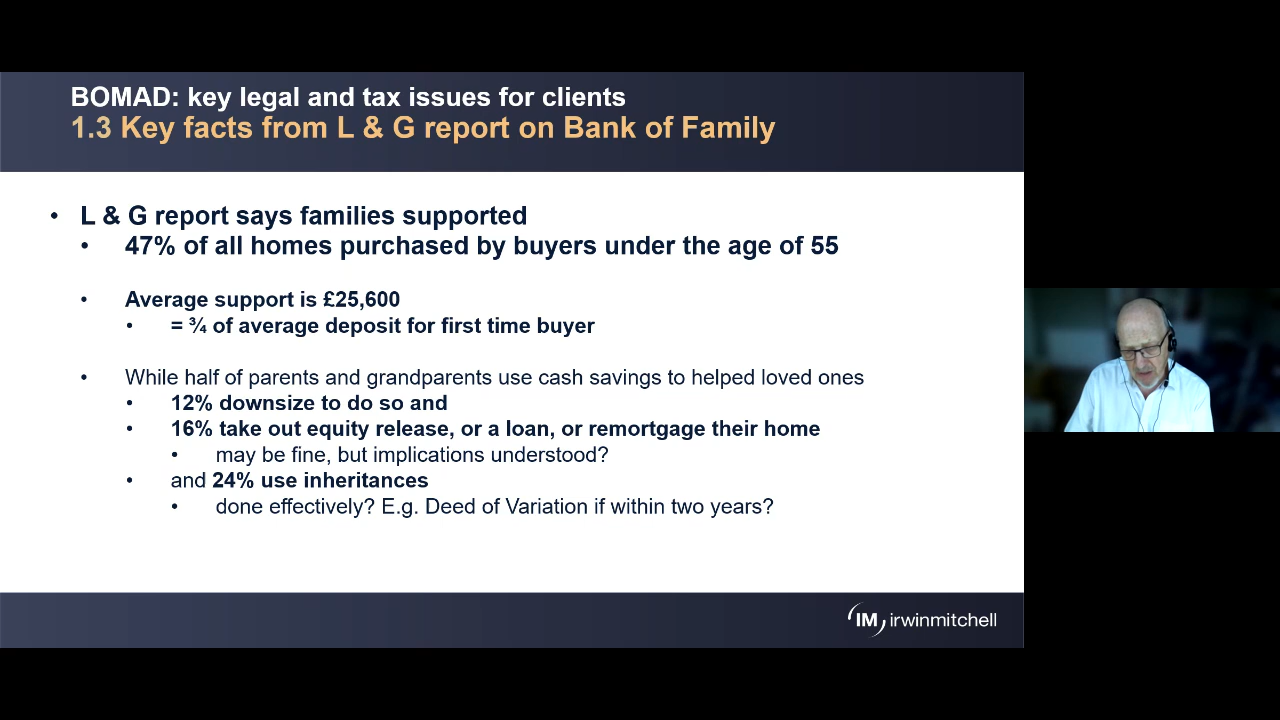 BOMAD: key legal and tax issues for clients
1.3 Key facts from L & G report on Bank of Family
• L & G report says families supported
• 47% of all homes purchased by buyers under the age of 55
• Average support is £25,600
• = ¾ of average deposit for first time buyer
• While half of parents and grandparents use cash savings to helped loved ones
• 12% downsize to do so and
• 16% take out equity release, or a loan, or remortgage their home
• may be fine, but implications understood?
• and 24% use inheritances
• done effectively? E.g. Deed of Variation if within two years?
IM irwinmitchell